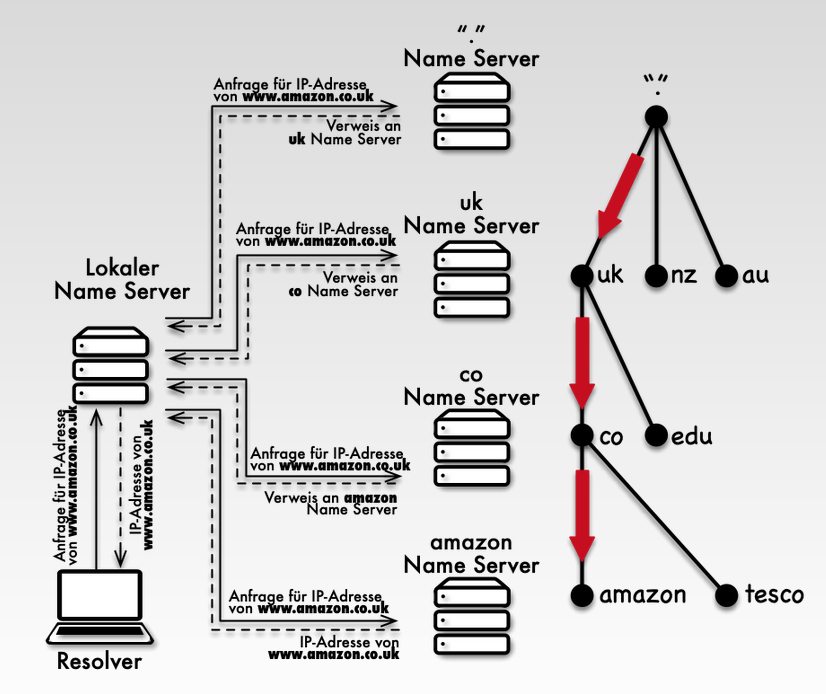 “.”
Name Server
Anfrage für IP-Adresse
von www.amazon.co.uk
Verweis an
uk Name Server
uk
Name Server
Anfrage für IP-Adresse
von www.amazon.co.uk
Verweis an
co Name Server
Lokaler
Name Server
co
Name Server
Anfrage für IP-Adresse
von www.amazon.co.uk
Verweis an amazon
Name Server
Anfrage für IP-Adresse
von www.amazon.co.uk
IP-Adresse von
www.amazon.co.uk
amazon
Name Server
Anfrage für IP-Adresse
von www.amazon.co.uk
IP-Adresse von
www.amazon.co.uk
Resolver
“.”
uk
nz
au
co
edu
amazon
tesco